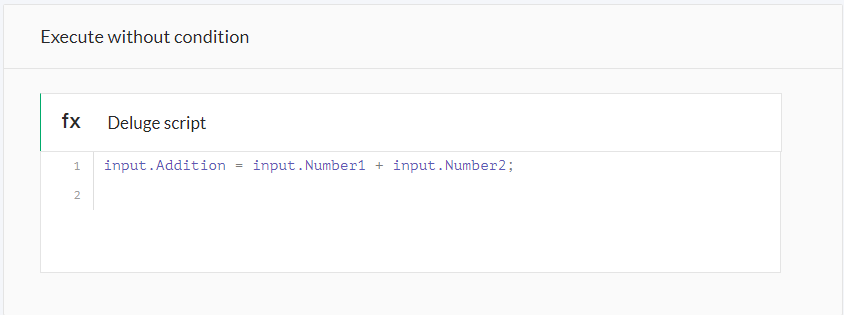 Execute without condition
fx Deluge script
1 input.Addition = input.Number1 + input.Number2;
2